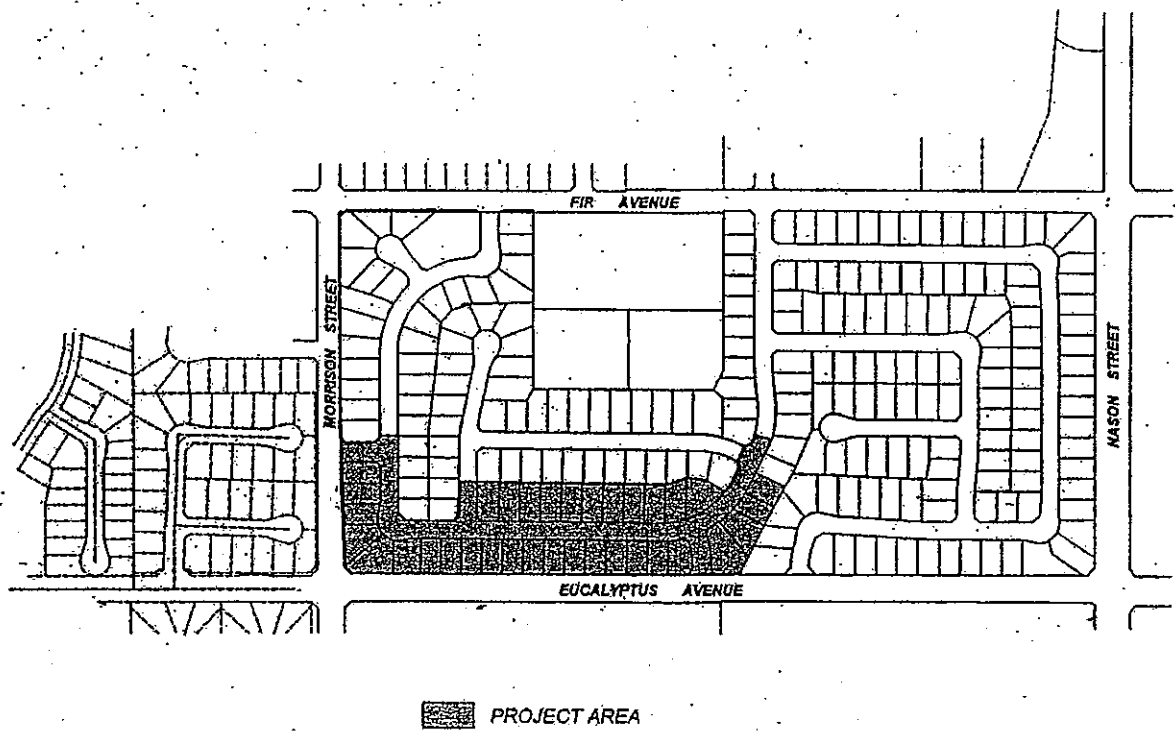 FIR AVENUE
MORRISON STREET
NASON STREET
EUCALYPTUS AVENUE
PROJECT AREA